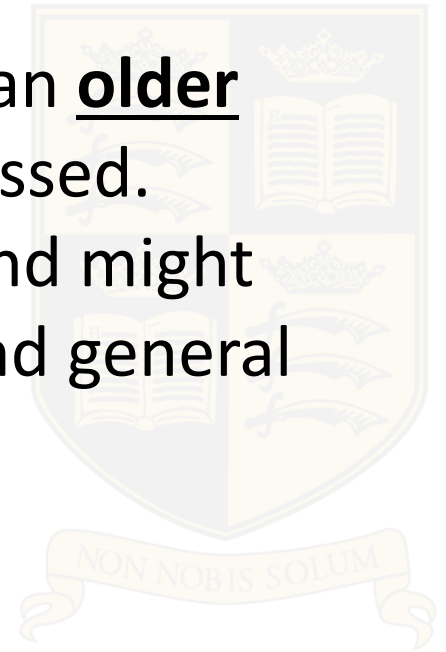 an older
ssed.
nd might
nd general
NON NOBIS SOLUM